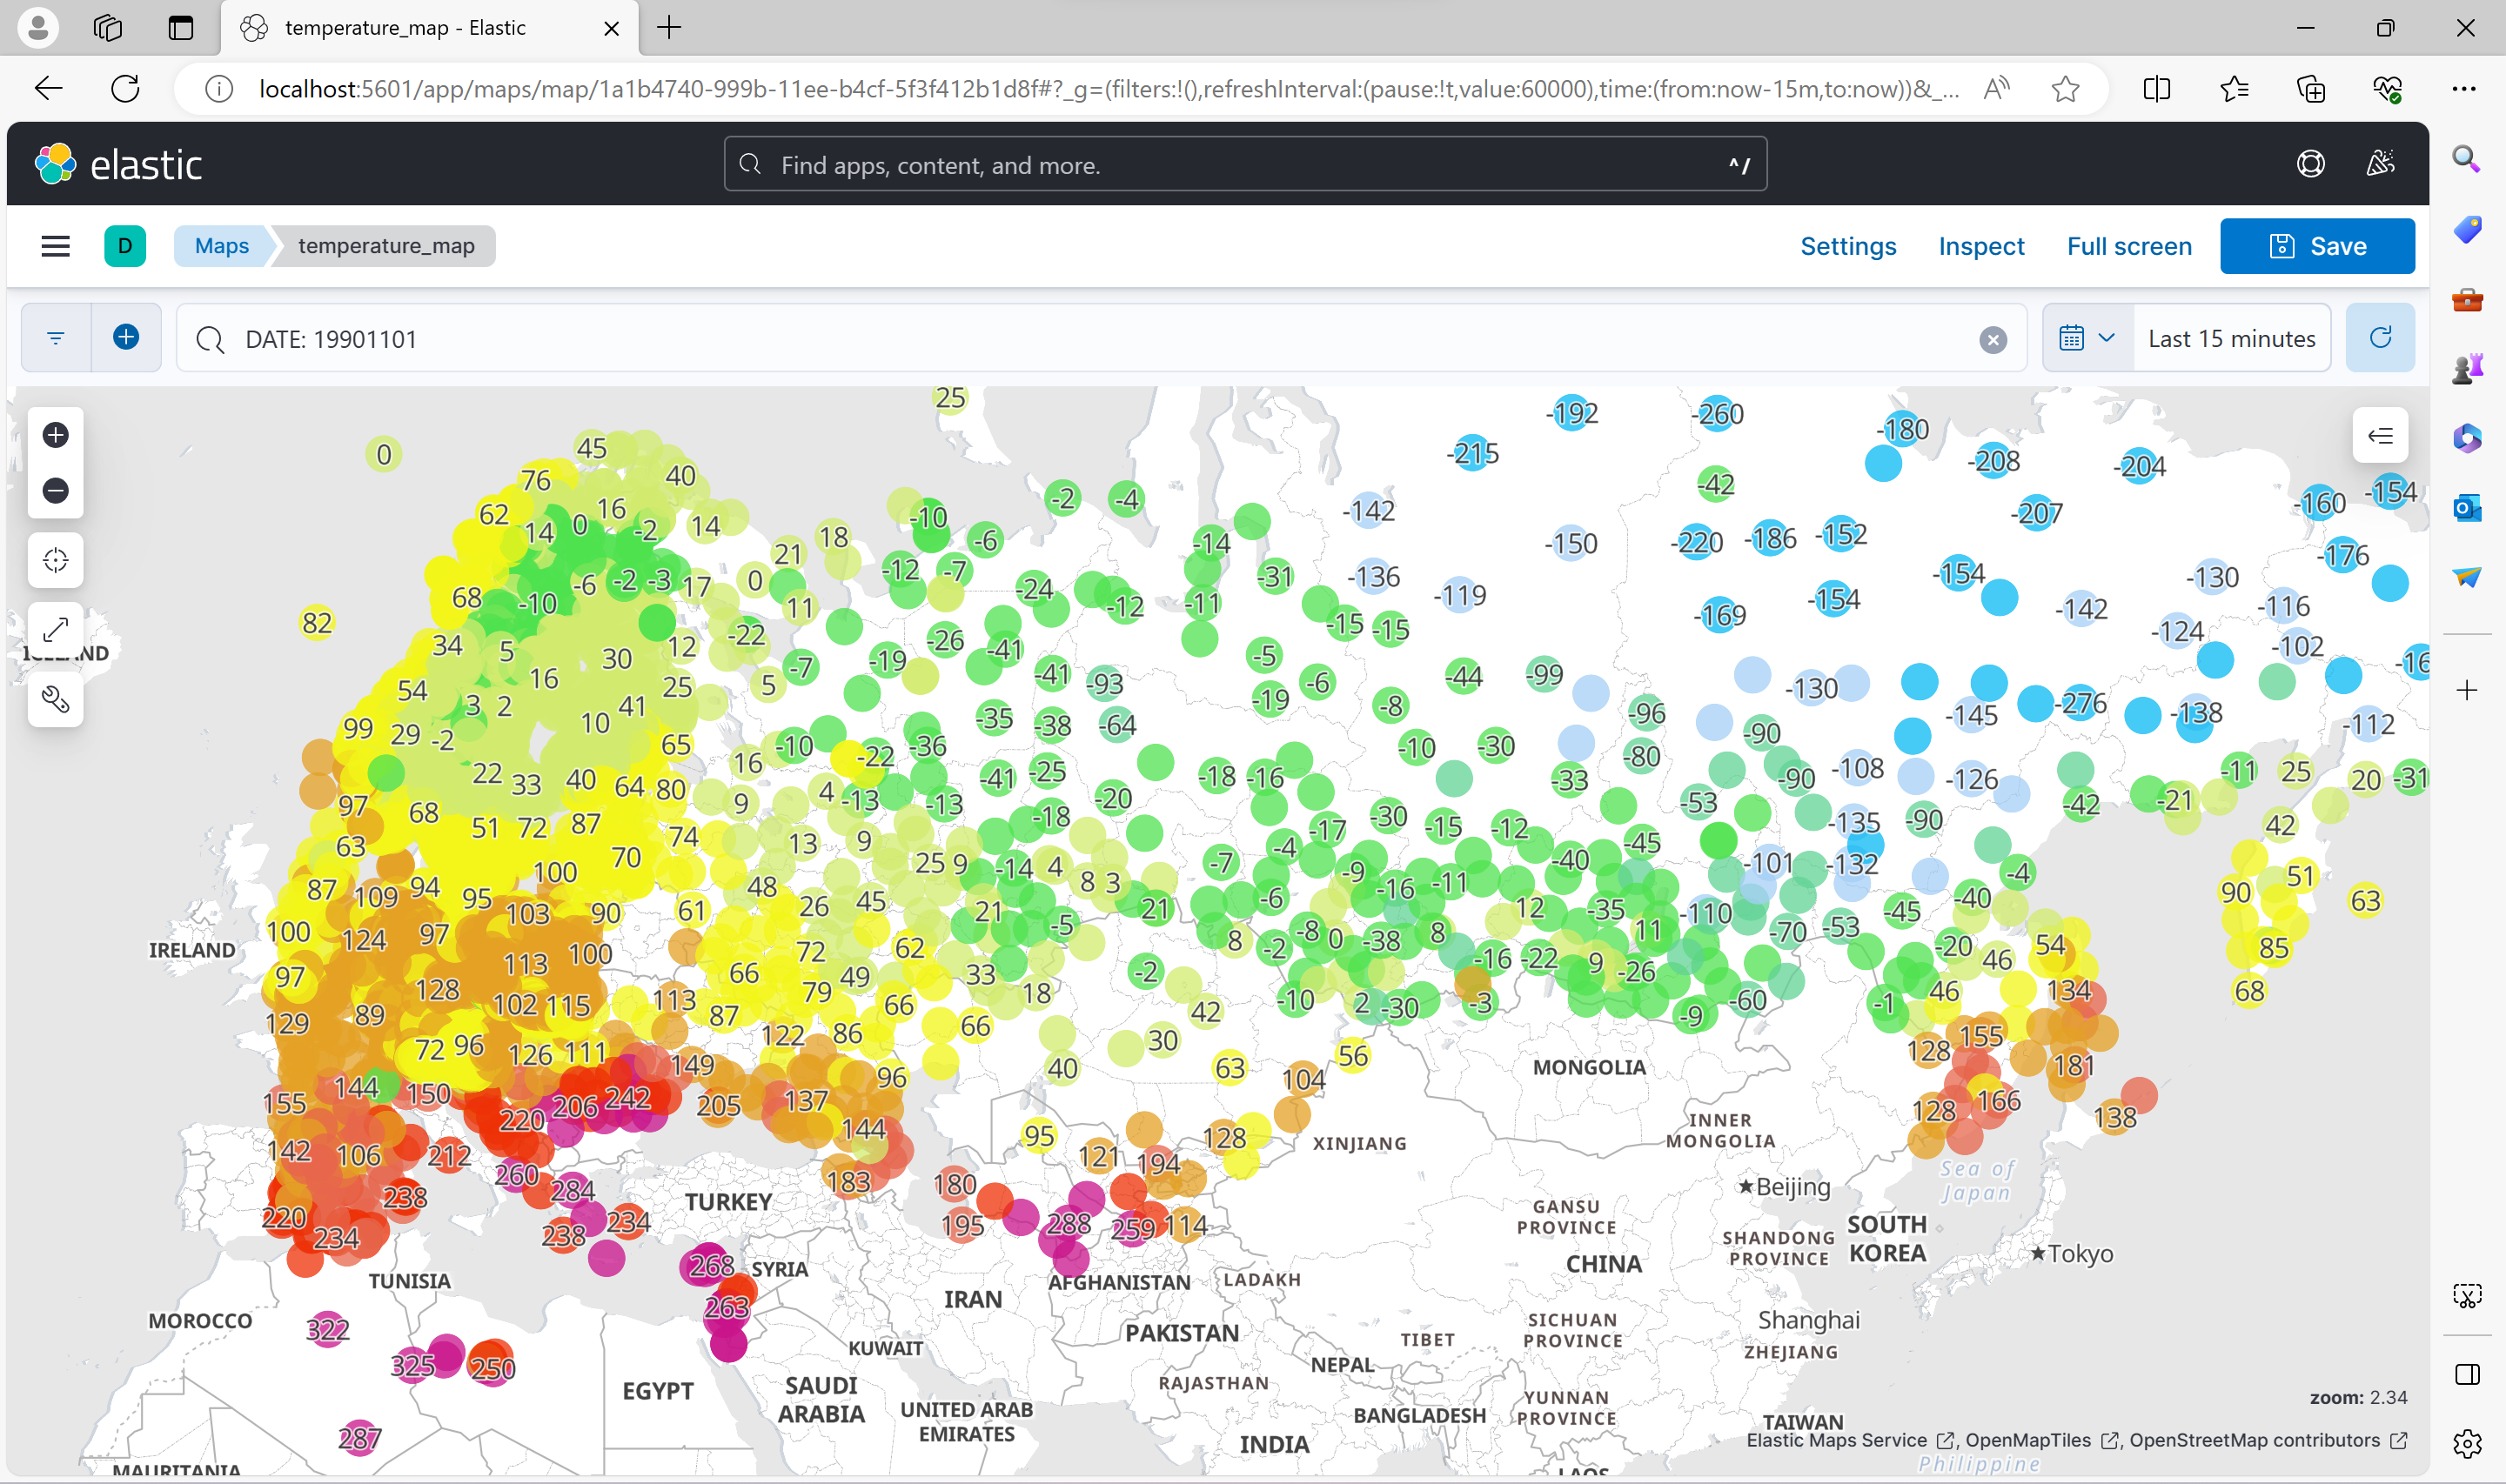 temperature_map - Elastic
localhost:5601/app/maps/map/1a1b4740-999b-11ee-b4cf-5f3f412b1d8f#?_g=(filters:!(),refreshInterval:(pause:!t,value:60000),time:(from:now-15m,to:now))&_...
elastic
Find apps, content, and more.
^/
D
Maps
temperature_map
Settings
Inspect
Full screen
Save
DATE: 19901101
Last 15 minutes
25
-192 -260 -180
0 45 -215 -208 -204
76 40 -42 -160 -154
62 16 -2 -4 -142 -207
14 0 -2 14 18 -10 -6 -14 -150 -220 -186 -152
21 -12 -7 -31 -136 -154 -130 -176
68 -10 -6 -2 -3 17 0 11 -24 -12 -11 -119 -169 -154 -142 -116
82 34 5 30 12 -22 -26 -41 -15 -15 -124 -102
16 25 5 -7 -19 -41 -93 -5 -6 -44 -99 -130 -16
54 3 2 10 41 -35 -38 -64 -19 -8 -96 -145 -276 -138
99 29 -2 65 16 -10 -22 -36 -10 -30 -80 -90 -112
22 33 40 64 80 -41 -25 -18 -16 -33 -90 -108 -126 -11 25 20 -31
97 68 9 4 -13 -13 -20 -53 -42 -21
51 72 87 74 13 9 -18 -17 -30 -15 -12 -45 -135 -90 42
63 100 70 25 9 -14 4 -7 -4 -9 -40 -101 -132 -4
87 109 94 95 103 90 61 48 26 45 21 8 3 21 -6 -16 -11 12 -35 -110 -45 -40 90 51 63
100 124 97 100 72 62 -5 8 -2 -8 0 -38 8 11 -70 -53 -20 54 85
97 113 66 49 33 -2 -16 -22 9 -26 46
128 102 115 113 87 79 66 18 -10 2 -30 -3 -60 -1 46 134 68
129 89 122 86 66 42 -9
72 96 126 111 149 30 56 128 155
144 150 96 40 63 104 181
155 220 206 242 205 137 128 166 138
142 106 212 144 95 128
260 284 183 180 121 194
220 238 234 238 234 195 288 259 114
268
263
322
325 250
287
ICELAND
IRELAND
MONGOLIA
INNER
MONGOLIA
XINJIANG
Sea of
Japan
Beijing
TURKEY
GANSU
PROVINCE
SOUTH
KOREA
SHANDONG
PROVINCE
Tokyo
SYRIA
CHINA
TUNISIA
AFGHANISTAN
LADAKH
IRAN
MOROCCO
Shanghai
SICHUAN
PROVINCE
PAKISTAN
TIBET
KUWAIT
ZHEJIANG
NEPAL
RAJASTHAN
EGYPT
SAUDI
ARABIA
UNITED ARAB
EMIRATES
BANGLADESH
YUNNAN
PROVINCE
zoom: 2.34
TAIWAN
INDIA
Elastic Maps Service , OpenMapTiles , OpenStreetMap contributors
Philippine
MAURITANIA
LAOS